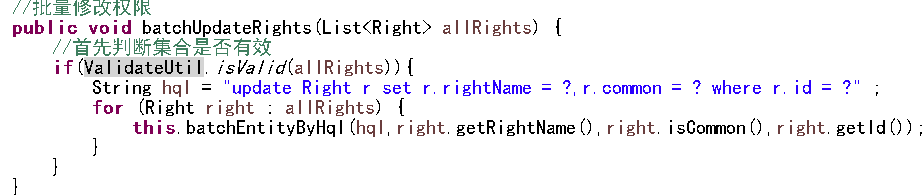 //批量修改权限
public void batchUpdateRights(List<Right> allRights) {
//首先判断集合是否有效
if(ValidateUtil.isValid(allRights)){
String hql = "update Right r set r.rightName = ?,r.common = ? where r.id = ?" ;
for (Right right : allRights) {
this.batchEntityByHql(hql,right.getRightName(),right.isCommon(),right.getId());
}
}
}